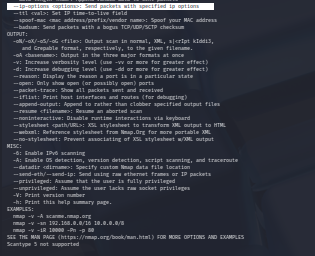 --ip-options <options>: Send packets with specified ip options
--ttl <val>: Set IP time-to-live field
--spoof-mac <mac address/prefix/vendor name>: Spoof your MAC address
--badsum: Send packets with a bogus TCP/UDP/SCTP checksum
OUTPUT:
-oN/-oX/-oS/-oG <file>: Output scan in normal, XML, s|<rIpt kIddi3,
and Grepable format, respectively, to the given filename.
-oA <basename>: Output in the three major formats at once
-v: Increase verbosity level (use -vv or more for greater effect)
-d: Increase debugging level (use -dd or more for greater effect)
--reason: Display the reason a port is in a particular state
--open: Only show open (or possibly open) ports
--packet-trace: Show all packets sent and received
--iflist: Print host interfaces and routes (for debugging)
--append-output: Append to rather than clobber specified output files
--resume <filename>: Resume an aborted scan
--noninteractive: Disable runtime interactions via keyboard
--stylesheet <path/URL>: XSL stylesheet to transform XML output to HTML
--webxml: Reference stylesheet from Nmap.Org for more portable XML
--no-stylesheet: Prevent associating of XSL stylesheet w/XML output
MISC:
-6: Enable IPv6 scanning
-A: Enable OS detection, version detection, script scanning, and traceroute
--datadir <dirname>: Specify custom Nmap data file location
--send-eth/--send-ip: Send using raw ethernet frames or IP packets
--privileged: Assume that the user is fully privileged
--unprivileged: Assume the user lacks raw socket privileges
-V: Print version number
-h: Print this help summary page.
EXAMPLES:
nmap -v -A scanme.nmap.org
nmap -v -sn 192.168.0.0/16 10.0.0.0/8
nmap -v -iR 10000 -Pn -p 80
SEE THE MAN PAGE (https://nmap.org/book/man.html) FOR MORE OPTIONS AND EXAMPLES
Scantype 5 not supported